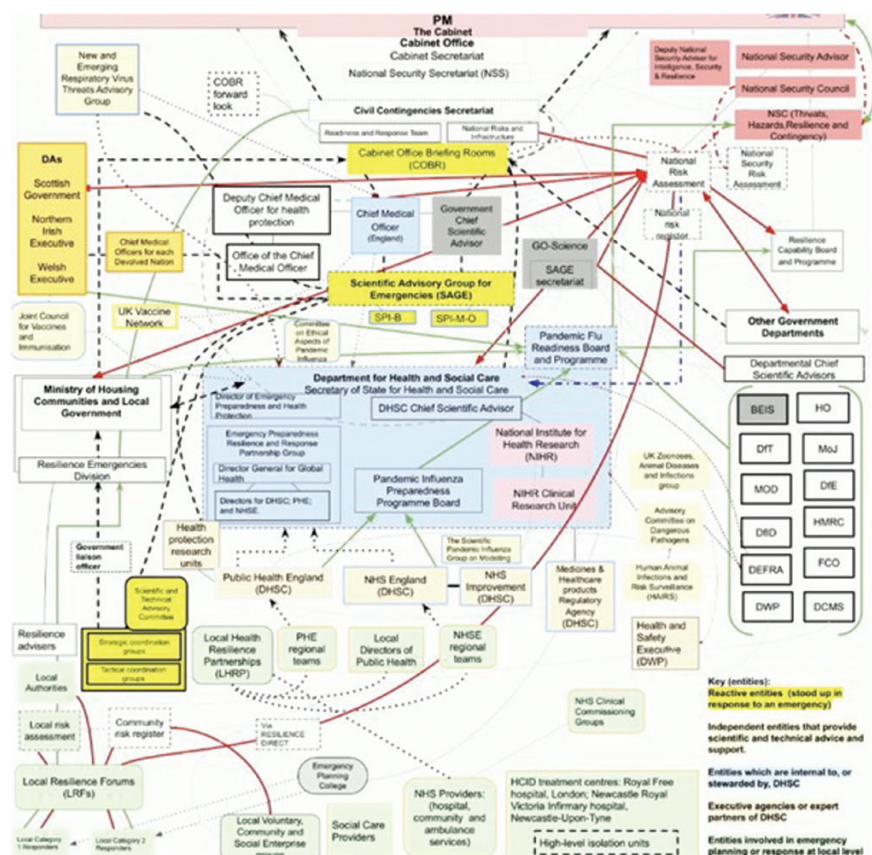 PM
The Cabinet
Cabinet Office
Cabinet Secretariat
National Security Secretariat (NSS)
New and
Emerging
Respiratory Virus
Threats Advisory
Group
COBR
forward
look
Civil Contingencies Secretariat
Readiness and Response Team
National Risks and
Infrastructure
Deputy National
Security Adviser for
Intelligence, Security
& Resilience
National Security Advisor
National Security Council
NSC (Threats,
Hazards,Resilience and
Contingency)
Cabinet Office Briefing Rooms
(COBR)
National
Risk
Assessment
National
Security Risk
Assessment
National
risk
register
Resilience
Capability Board
and Programme
DAs
Scottish
Government
Northern
Irish
Executive
Welsh
Executive
Chief Medical
Officers for each
Devolved Nation
Deputy Chief Medical
Officer for health
protection
Office of the
Chief Medical Officer
Chief Medical
Officer
(England)
Government
Chief
Scientific
Advisor
GO-Science
SAGE
secretariat
Scientific Advisory Group for
Emergencies (SAGE)
SPI-B
SPI-M-O
Joint Council
for Vaccines
and
Immunisation
UK Vaccine
Network
Committee
on Ethical
Aspects of
Pandemic
Influenza
Pandemic Flu
Readiness Board
and Programme
Other Government
Departments
Departmental Chief
Scientific Advisors
BEIS
HO
DfT
MoJ
MOD
DfE
DfID
HMRC
DEFRA
FCO
DWP
DCMS
Ministry of Housing
Communities and Local
Government
Resilience Emergencies
Division
Department for Health and Social Care
Secretary of State for Health and Social Care
Director of Emergency
Preparedness and Health
Protection
DHSC Chief Scientific Advisor
Emergency Preparedness
Resilience and Response
Partnership Group
Director General for Global
Health
Directors for DHSC; PHE;
and NHSE.
National Institute for
Health Research
(NIHR)
NIHR Clinical
Research Unit
Pandemic Influenza
Preparedness
Programme Board
UK Zoonoses,
Animal Diseases
and Infections
group
Advisory
Committee on
Dangerous
Pathogens
Human Animal
Infections and
Risk Surveillance
(HAIRS)
Government
liaison
officer
Health
protection
research
units
The Scientific
Pandemic Influenza
Group on Modelling
Public Health England
(DHSC)
NHS England
(DHSC)
NHS
Improvement
(DHSC)
Medicines &
Healthcare
products
Regulatory
Agency
(DHSC)
Health and
Safety
Executive
(DWP)
Scientific and
Technical
Advisory
Committee
Strategic coordination
groups
Tactical coordination
groups
Resilience
advisers
Local
Authorities
Local risk
assessment
Community
risk register
Local Health
Resilience
Partnerships
(LHRP)
PHE
regional
teams
Local
Directors of
Public Health
NHSE
regional
teams
Via
RESILIENCE
DIRECT
Emergency
Planning
College
NHS Clinical
Commissioning
Groups
Local Resilience Forums
(LRFs)
Local Category
1 Responders
Local Category 2
Responders
Local Voluntary,
Community and
Social Enterprise
Social Care
Providers
NHS Providers:
(hospital,
community and
ambulance
services)
HCID treatment centres: Royal Free
hospital, London; Newcastle Royal
Victoria Infirmary hospital,
Newcastle-Upon-Tyne
High-level isolation units
Key (entities):
Reactive entities (stood up in
response to an emergency)
Independent entities that provide
scientific and technical advice and
support.
Entities which are internal to, or
stewarded by, DHSC
Executive agencies or expert
partners of DHSC
Entities involved in emergency
planning or response at local level